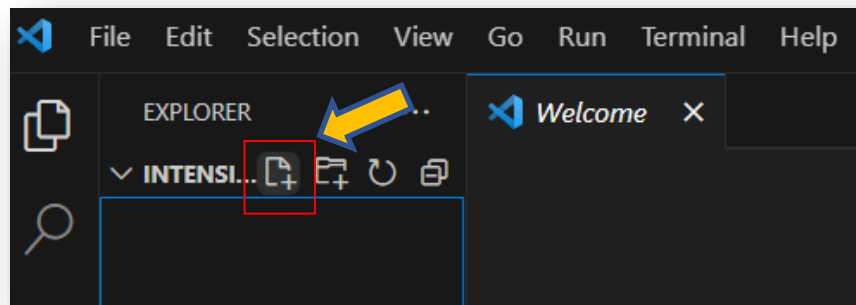 File Edit Selection View Go Run Terminal Help
EXPLORER
Welcome
INTENSI...